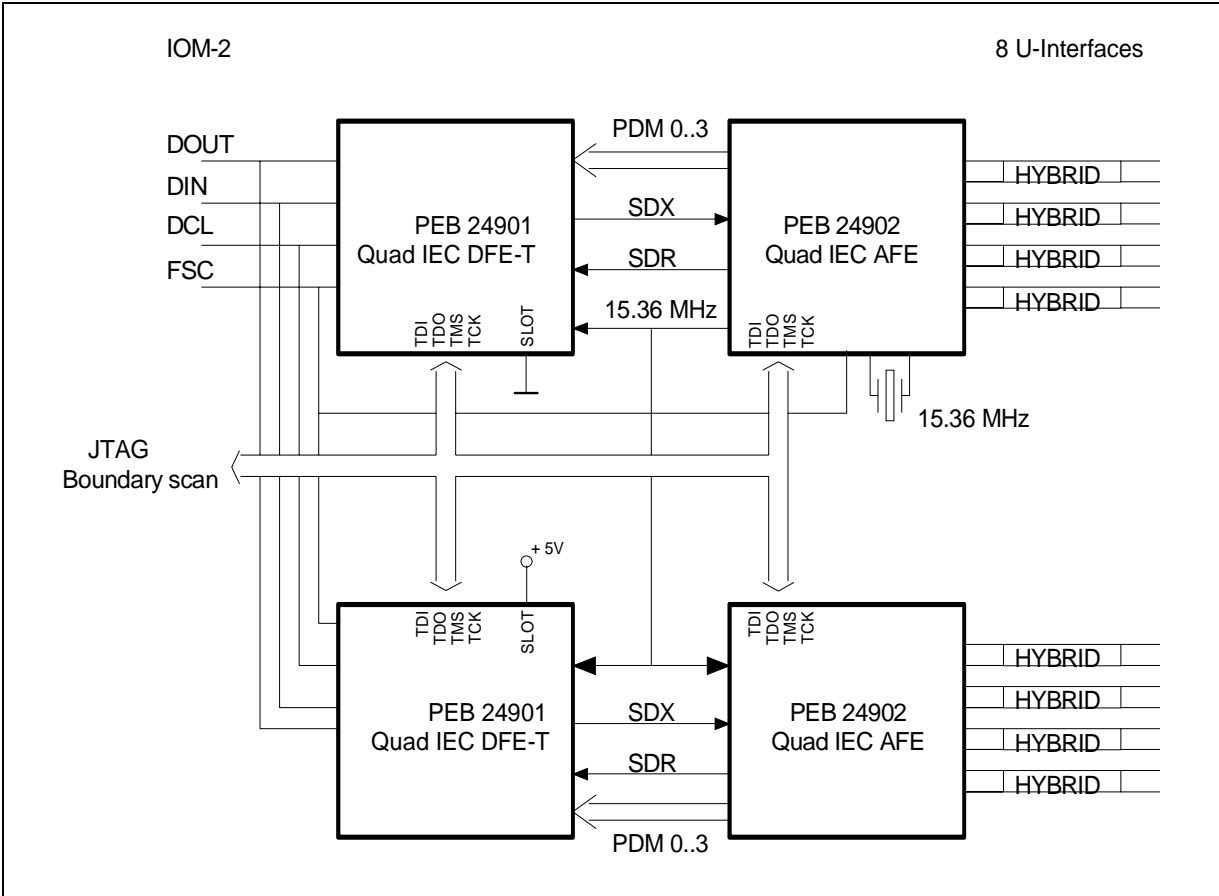 IOM-2
8 U-Interfaces
DOUT
DIN
DCL
FSC
PEB 24901
Quad IEC DFE-T
TDI
TDO
TMS
TCK
SLOT
PDM 0..3
SDX
SDR
15.36 MHz
PEB 24902
Quad IEC AFE
TDI
TDO
TMS
TCK
HYBRID
HYBRID
HYBRID
HYBRID
15.36 MHz
JTAG
Boundary scan
+ 5V
TDI
TDO
TMS
TCK
SLOT
PEB 24901
Quad IEC DFE-T
SDX
SDR
PDM 0..3
TDI
TDO
TMS
TCK
PEB 24902
Quad IEC AFE
HYBRID
HYBRID
HYBRID
HYBRID